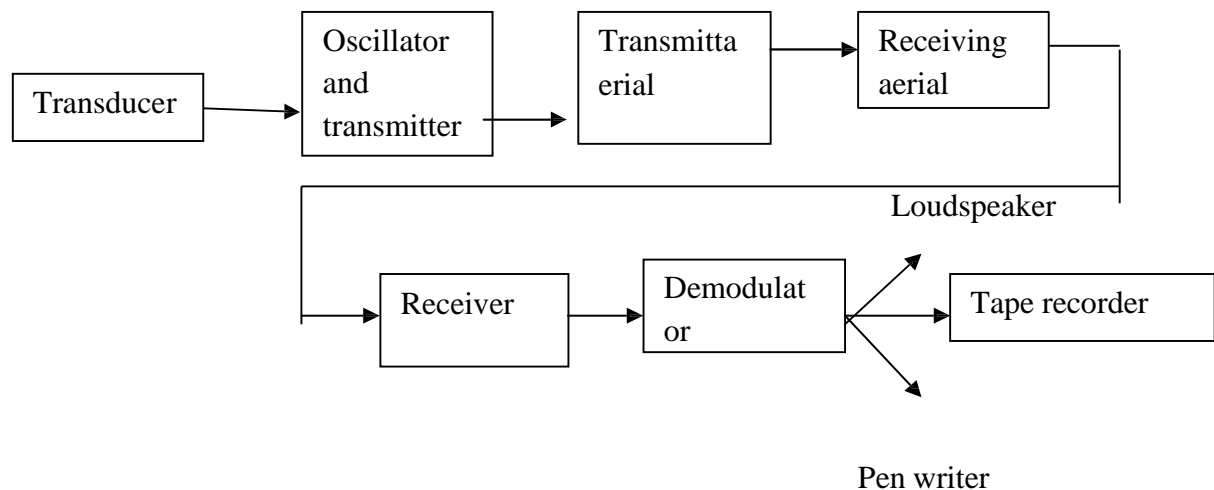 Transducer
Oscillator
and
transmitter
Transmitta
erial
Receiving
aerial
Loudspeaker
Receiver
Demodulat
or
Tape recorder
Pen writer